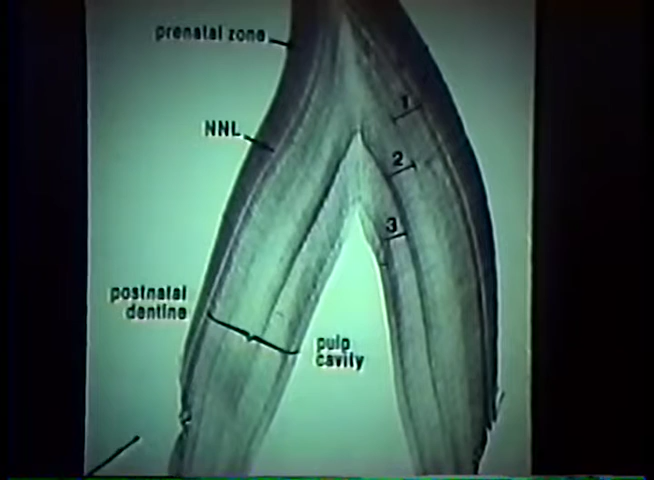 prenatal zone
1
NNL
2
3
postnatal
dentine
pulp
cavity